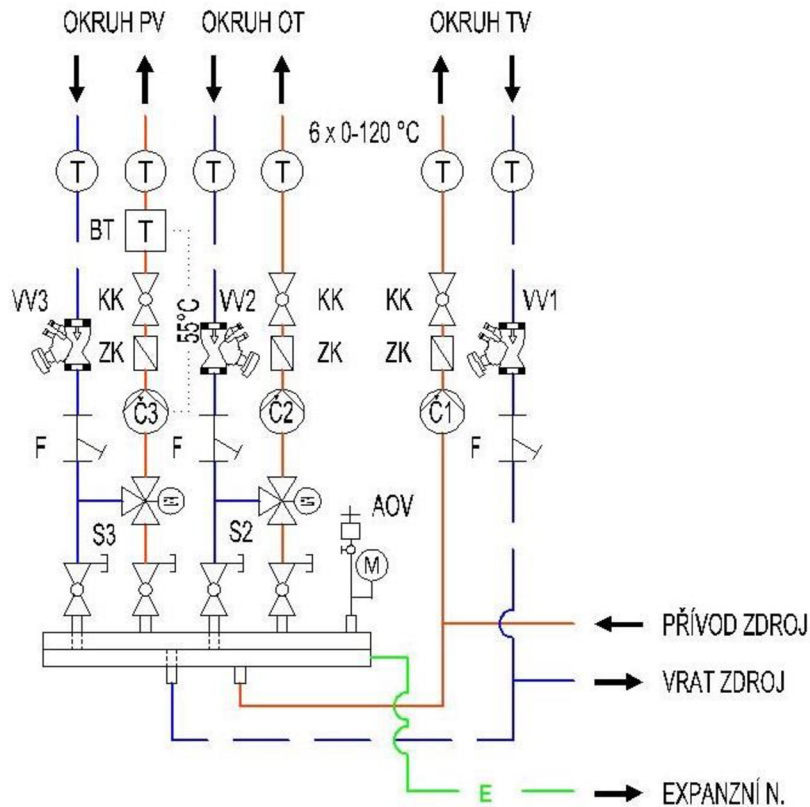 OKRUH PV OKRUH OT OKRUH TV
6 x 0-120 °C
T T T T T T
BT T
VV3 KK 55°C VV2 KK KK VV1
ZK ZK ZK
Č3 Č2 Č1
F F F
AOV
S3 S2
M
PŘÍVOD ZDROJ
VRAT ZDROJ
E EXPANZNÍ N.